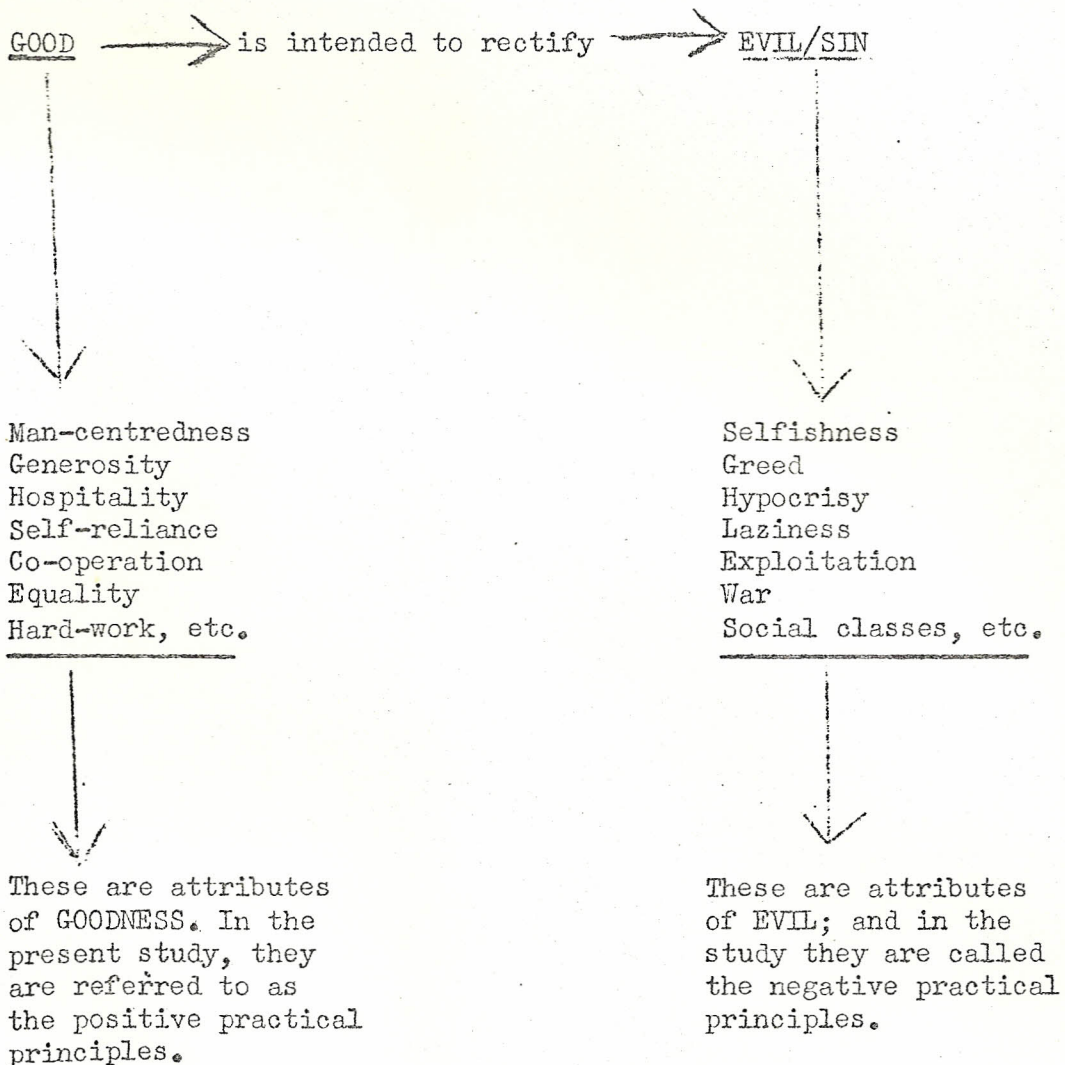 GOOD is intended to rectify EVIL/SIN
Man-centredness
Generosity
Hospitality
Self-reliance
Co-operation
Equality
Hard-work, etc.
Selfishness
Greed
Hypocrisy
Laziness
Exploitation
War
Social classes, etc.
These are attributes
of GOODNESS. In the
present study, they
are referred to as
the positive practical
principles.
These are attributes
of EVIL; and in the
study they are called
the negative practical
principles.